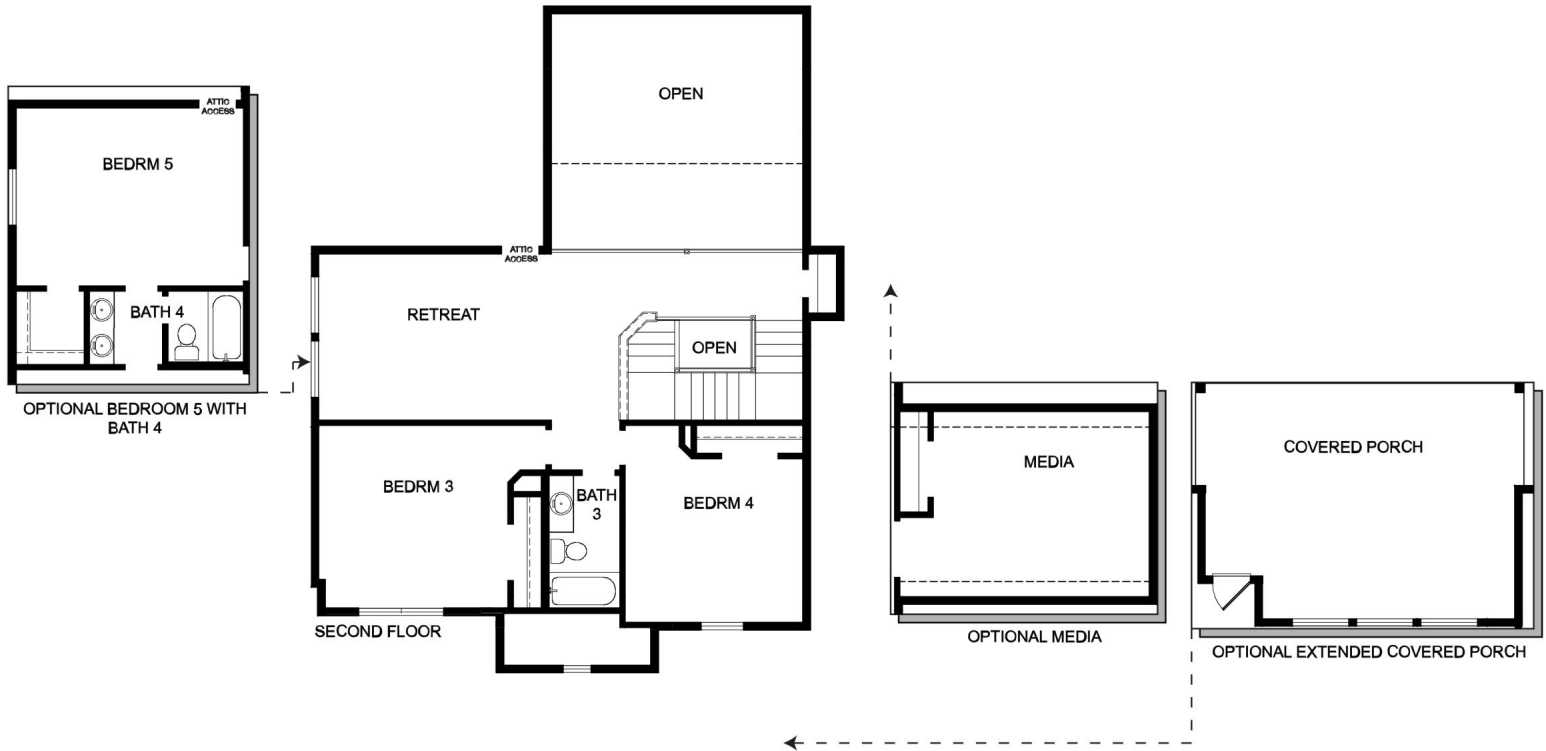 ATTIC
ACCESS
BEDRM 5
BATH 4
OPTIONAL BEDROOM 5 WITH
BATH 4
OPEN
ATTIC
ACCESS
RETREAT
OPEN
BEDRM 3
BATH
3
BEDRM 4
SECOND FLOOR
MEDIA
OPTIONAL MEDIA
COVERED PORCH
OPTIONAL EXTENDED COVERED PORCH